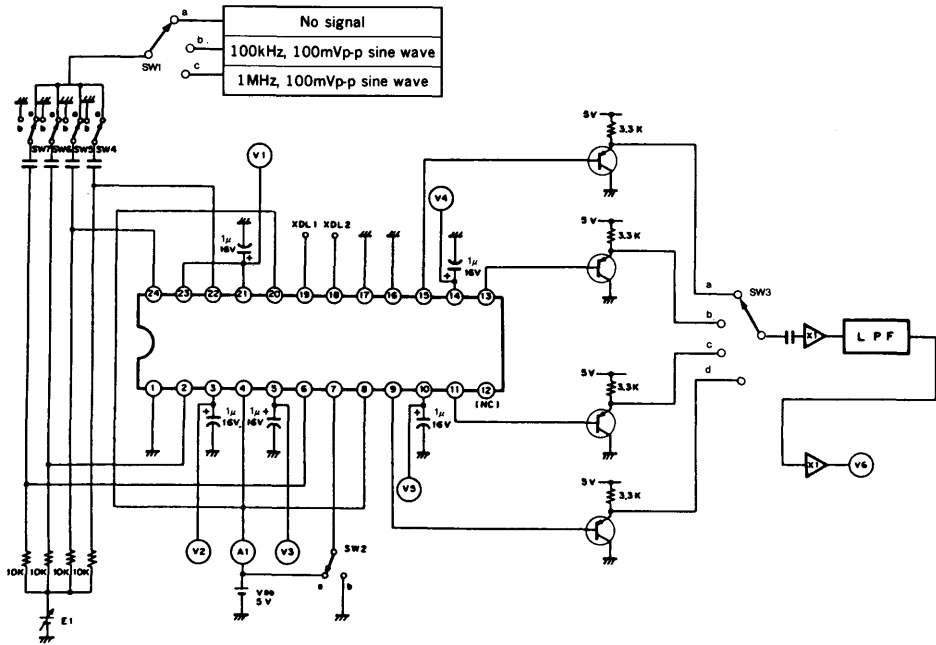 a
No signal
b
100kHz, 100mVp-p sine wave
c
1MHz, 100mVp-p sine wave
SW1
a a a a
b b b b
SW7 SW6 SW5 SW4
V1
V4
XDL1 XDL2
1μ
16V
+
1μ
16V
+
24 23 22 21 20 19 18 17 16 15 14 13
1 2 3 4 5 6 7 8 9 10 11 12
(NC)
+ 1μ
16V
1μ +
16V
+ 1μ
16V
V5
V2 A1 V3
SW2
a b
5V
10K 10K 10K 10K
E1
5V
3.3K
5V
3.3K
5V
3.3K
5V
3.3K
a
SW3
b
c
d
X1
LPF
X1
V6